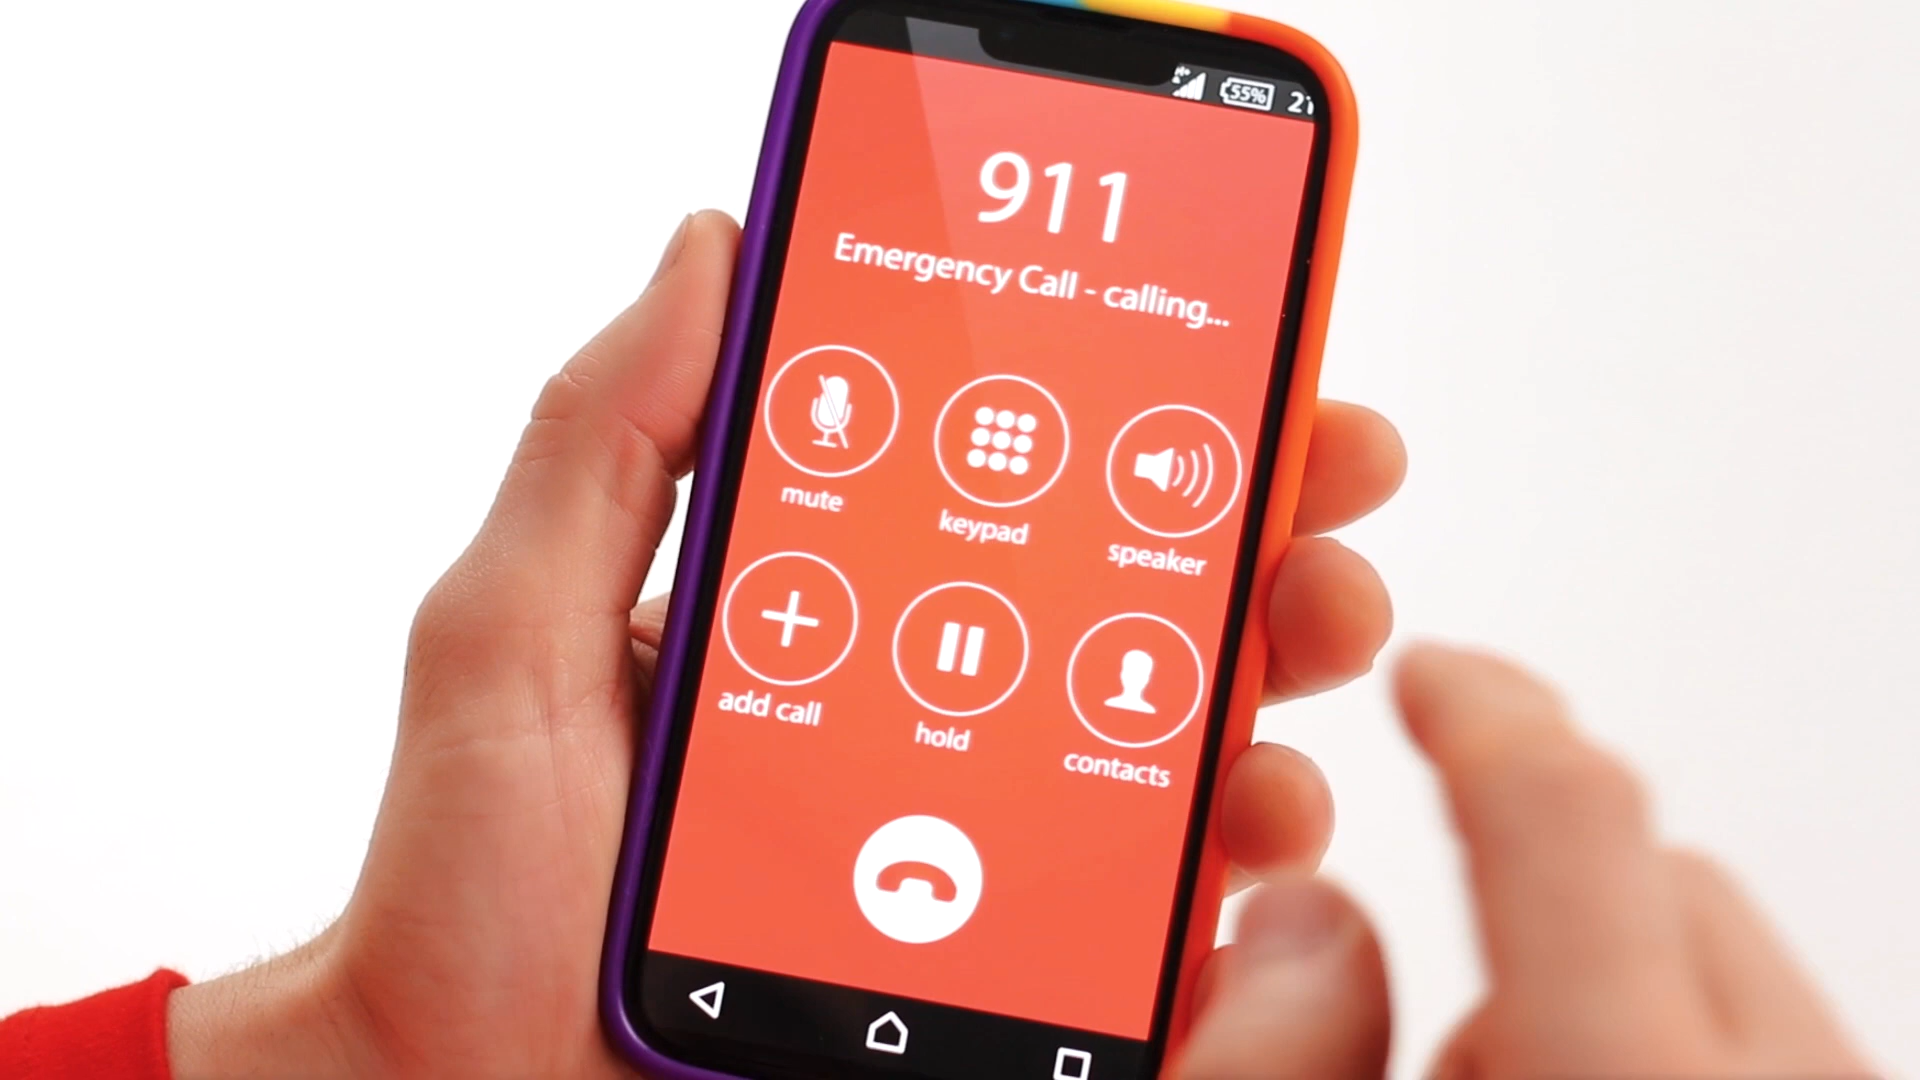 55%
911
Emergency Call - calling...
mute
keypad
speaker
add call
hold
contacts